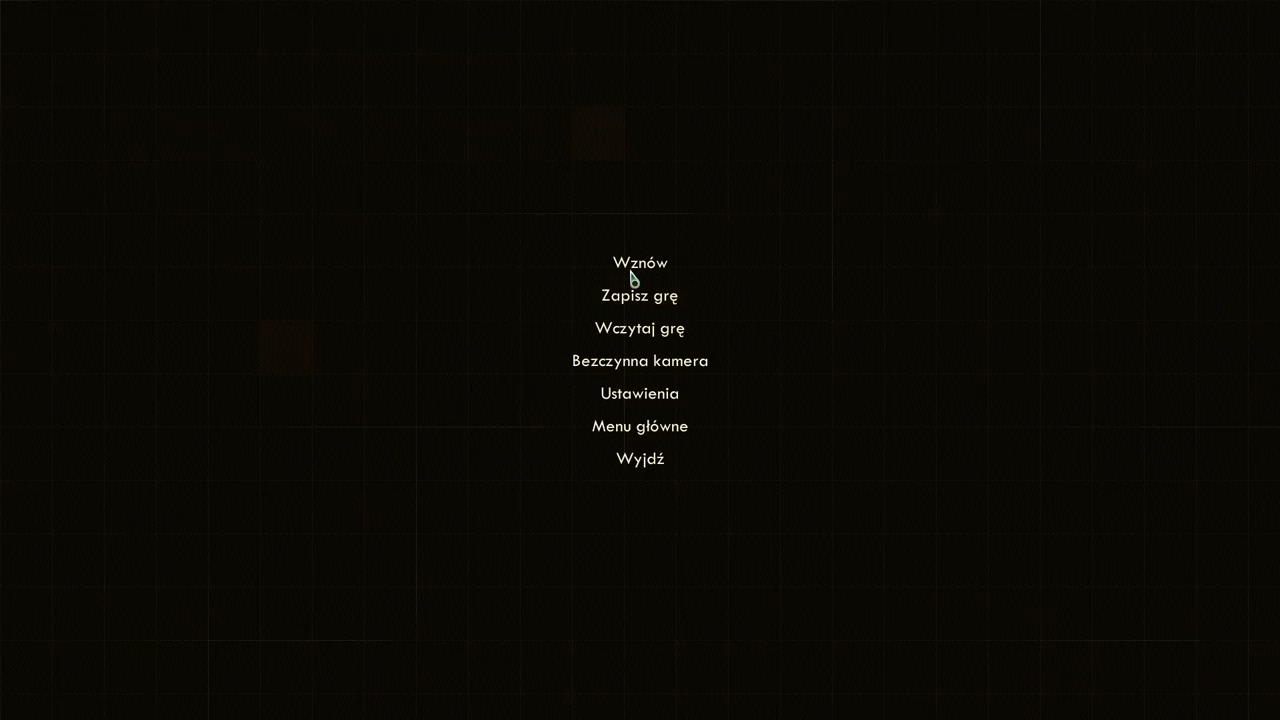 Wznów
Zapisz grę
Wczytaj grę
Bezczynna kamera
Ustawienia
Menu główne
Wyjdź